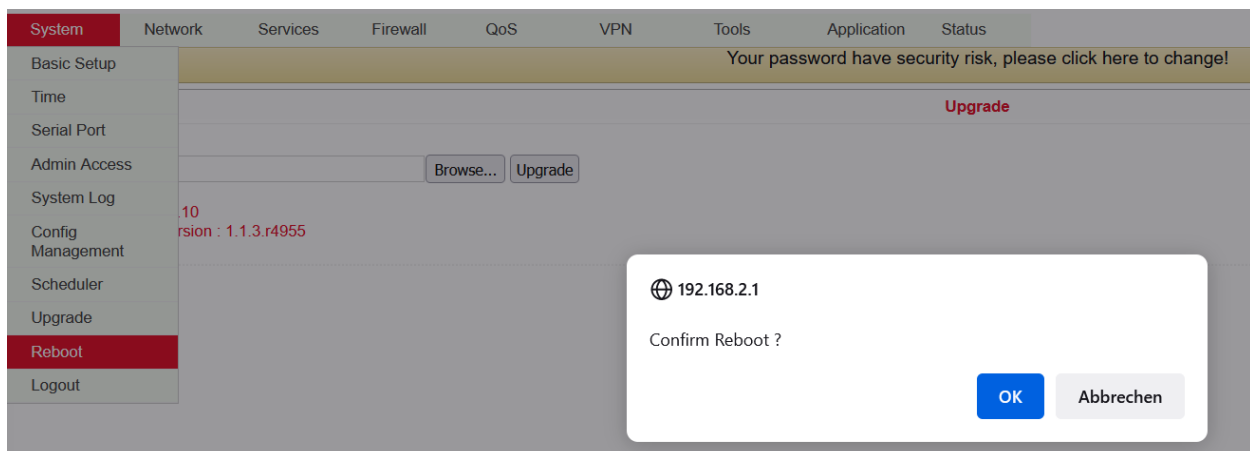 System Network Services Firewall QoS VPN Tools Application Status
Your password have security risk, please click here to change!
Basic Setup
Time
Serial Port
Admin Access
System Log
Config
Management
Scheduler
Upgrade
Reboot
Logout
Upgrade
Browse... Upgrade
.10
rsion : 1.1.3.r4955
192.168.2.1
Confirm Reboot ?
OK Abbrechen